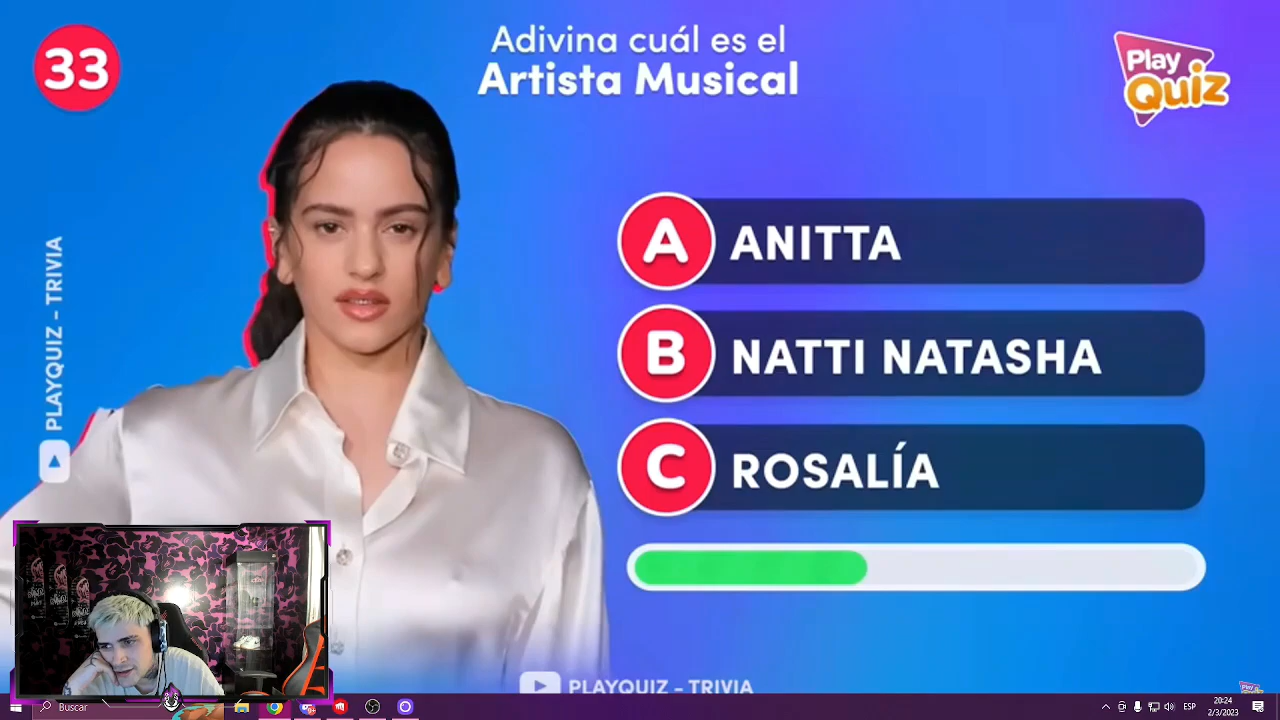 33
Adivina cuál es el
Artista Musical
Play
Quiz
A ANITTA
B NATTI NATASHA
C ROSALÍA
PLAYQUIZ - TRIVIA
PLAYQUIZ - TRIVIA
Buscar
ESP
20:24
2/3/2023